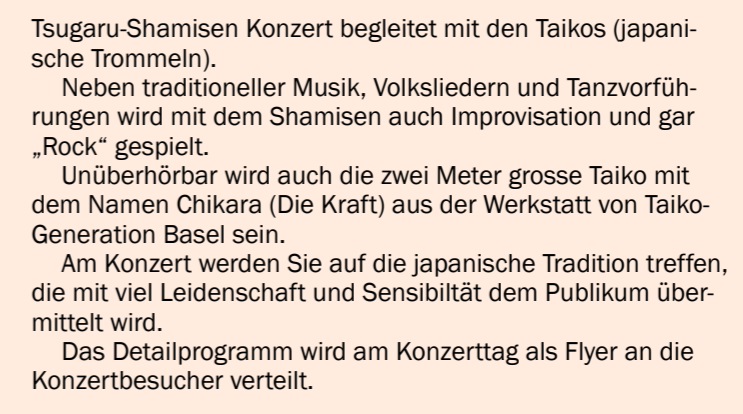 Tsugaru-Shamisen Konzert begleitet mit den Taikos (japani-
sche Trommeln).
Neben traditioneller Musik, Volksliedern und Tanzvorfüh-
rungen wird mit dem Shamisen auch Improvisation und gar
„Rock“ gespielt.
Unüberhörbar wird auch die zwei Meter grosse Taiko mit
dem Namen Chikara (Die Kraft) aus der Werkstatt von Taiko-
Generation Basel sein.
Am Konzert werden Sie auf die japanische Tradition treffen,
die mit viel Leidenschaft und Sensibiltät dem Publikum über-
mittelt wird.
Das Detailprogramm wird am Konzerttag als Flyer an die
Konzertbesucher verteilt.